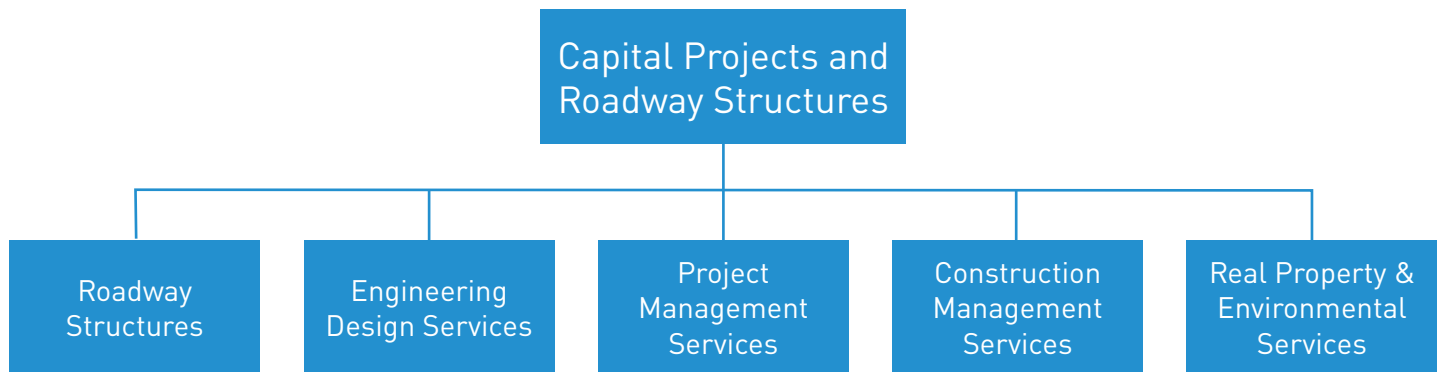 Capital Projects and
Roadway Structures
Roadway
Structures
Engineering
Design Services
Project
Management
Services
Construction
Management
Services
Real Property &
Environmental
Services